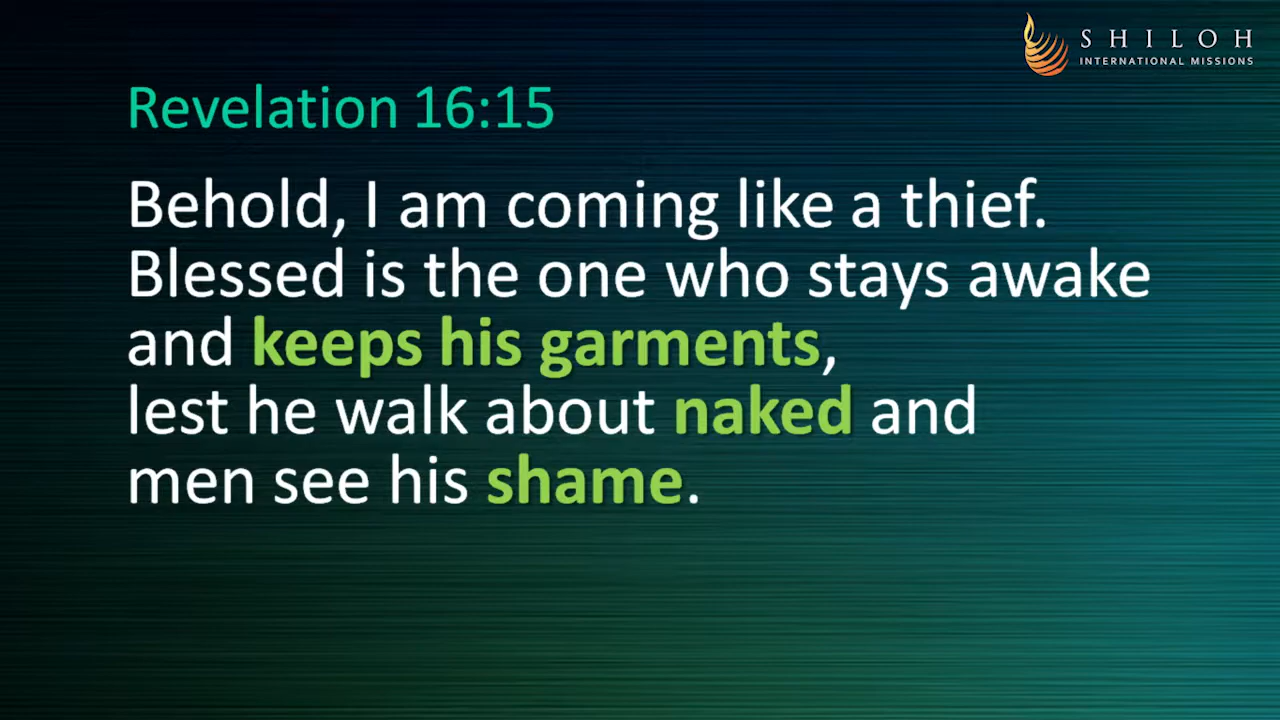 SHILOH
INTERNATIONAL MISSIONS
Revelation 16:15
Behold, I am coming like a thief.
Blessed is the one who stays awake
and keeps his garments,
lest he walk about naked and
men see his shame.